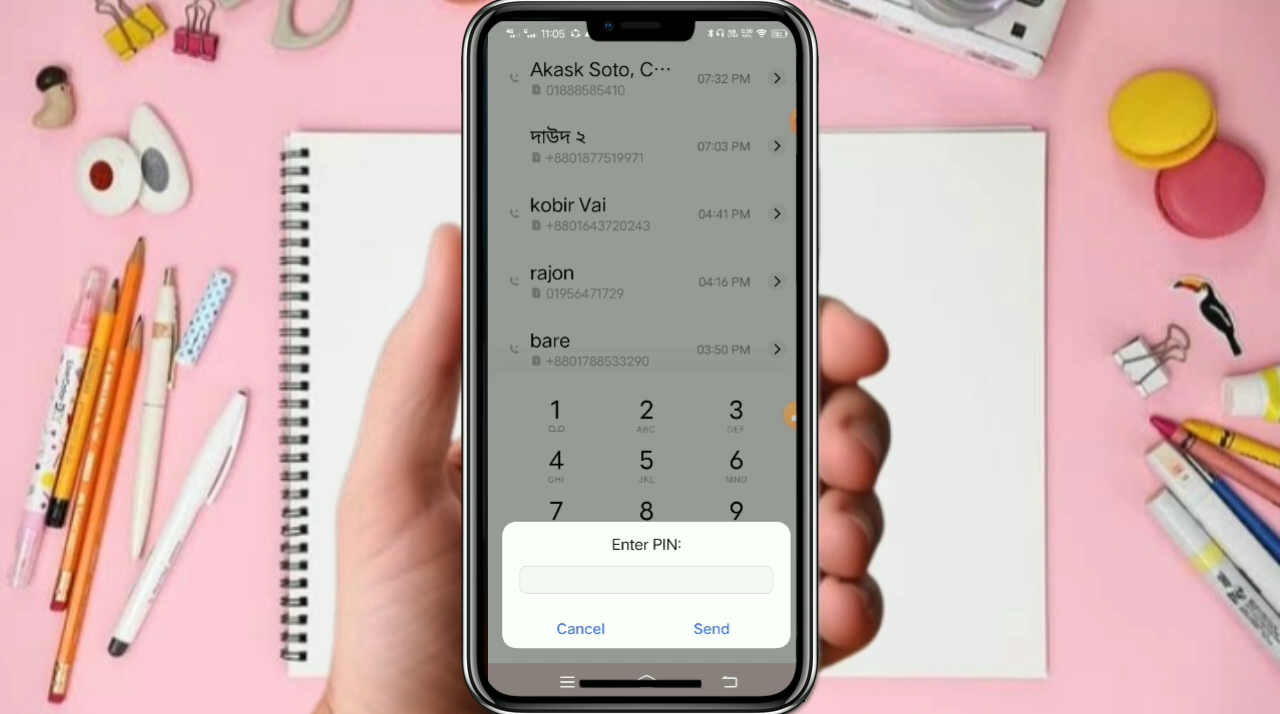 11:05
Akask Soto, C···
01888585410
07:32 PM
দাউদ ২
+8801877519971
07:03 PM
kobir Vai
+8801643720243
04:41 PM
rajon
01956471729
04:16 PM
bare
+8801788533290
03:50 PM
1 2 3
ABC DEF
4 5 6
GHI JKL MNO
7 8 9
Enter PIN:
Cancel Send